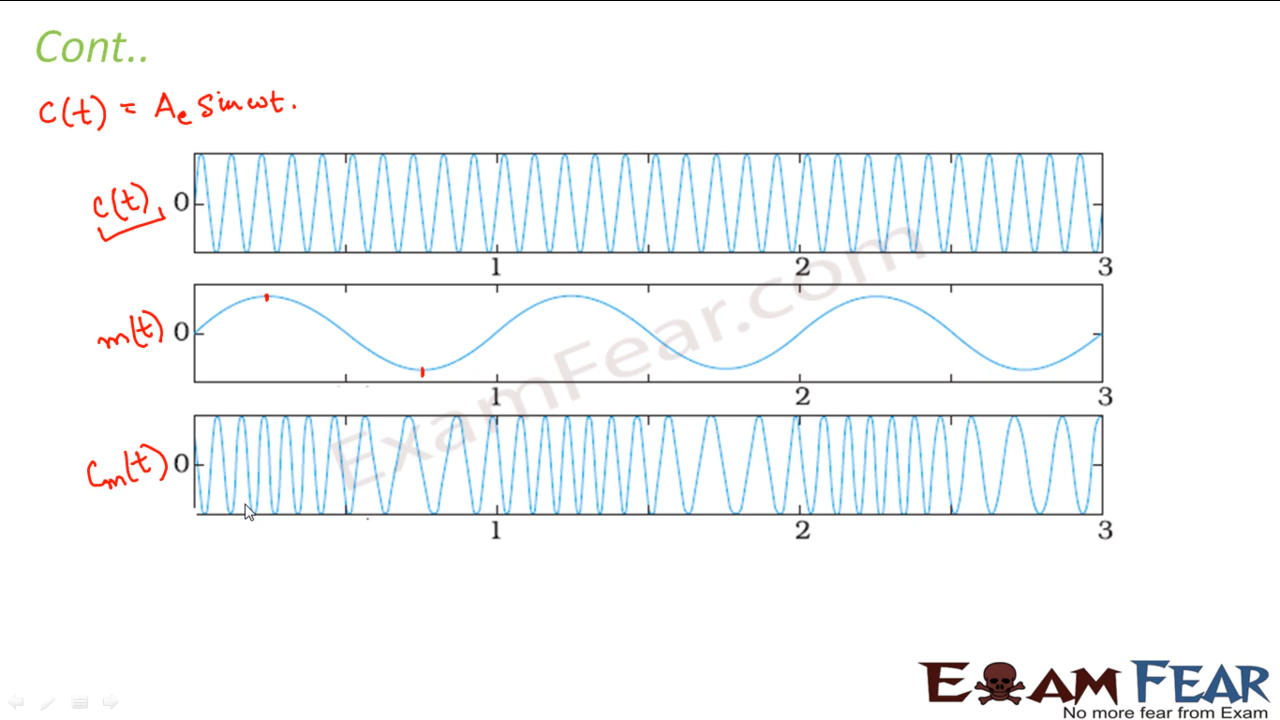 Cont..
C(t) = Ac sin ωt.
C(t)
0
1 2 3
m(t)
0
1 2 3
Cm(t)
0
1 2 3
ExamFear.com
EXAM FEAR
No more fear from Exam